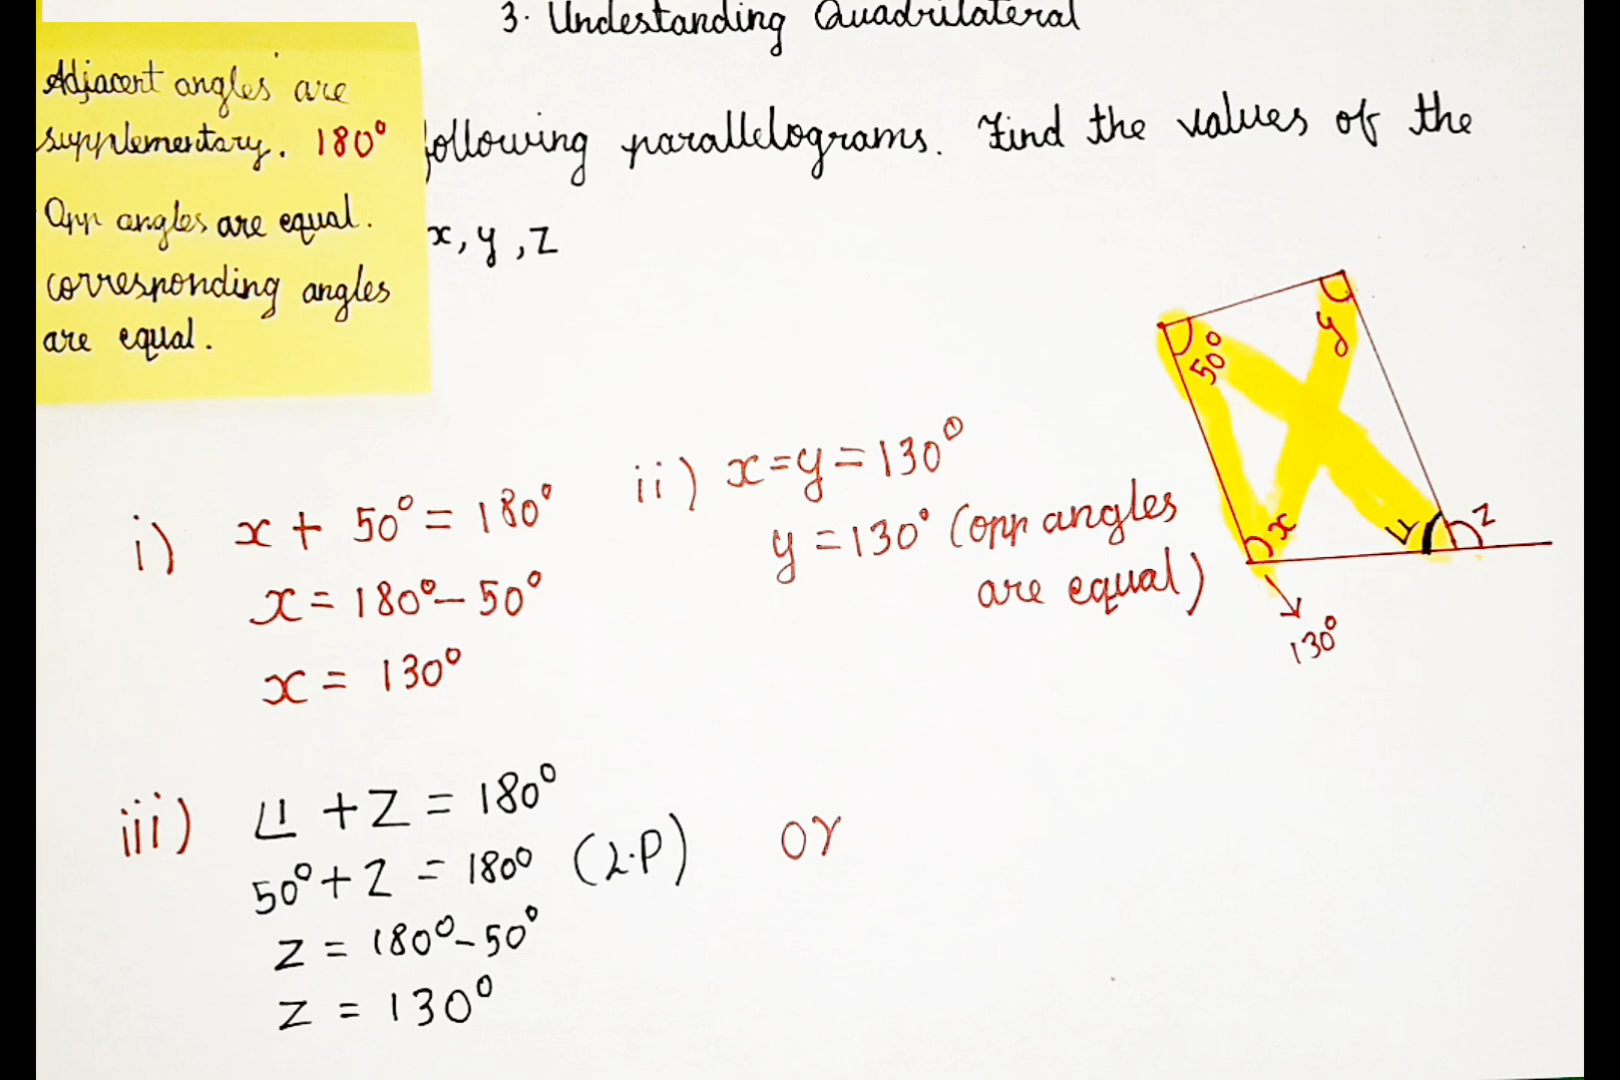 3. Undestanding Quadrilateral
Adjacent angles are
supplementary. 180°
Opp angles are equal.
corresponding angles
are equal.
following parallelograms. Find the values of the
x, y, z
50°
y
x
z
130°
i) x + 50° = 180°
x = 180° - 50°
x = 130°
ii) x = y = 130°
y = 130° (opp angles
are equal)
iii) ∠1 + z = 180°
50° + z = 180° (L.P)
z = 180° - 50°
z = 130°
or